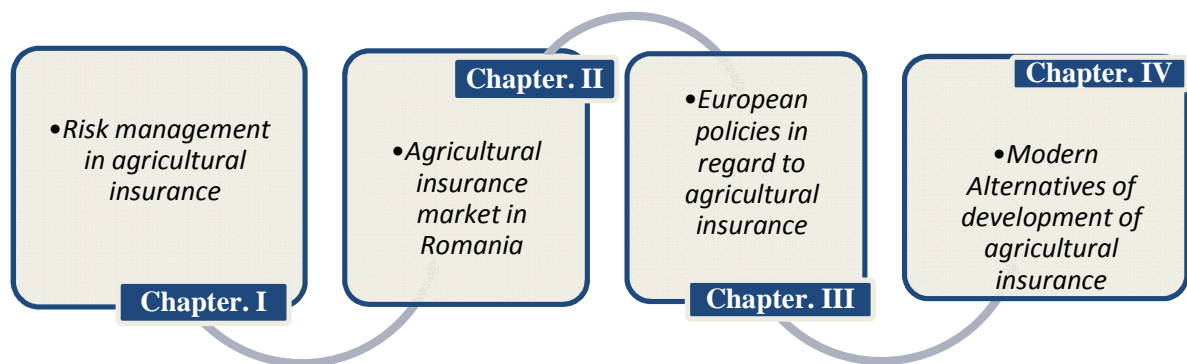 •Risk management
in agricultural
insurance
Chapter. I
Chapter. II
•Agricultural
insurance
market in
Romania
•European
policies in
regard to
agricultural
insurance
Chapter. III
Chapter. IV
•Modern
Alternatives of
development of
agricultural
insurance